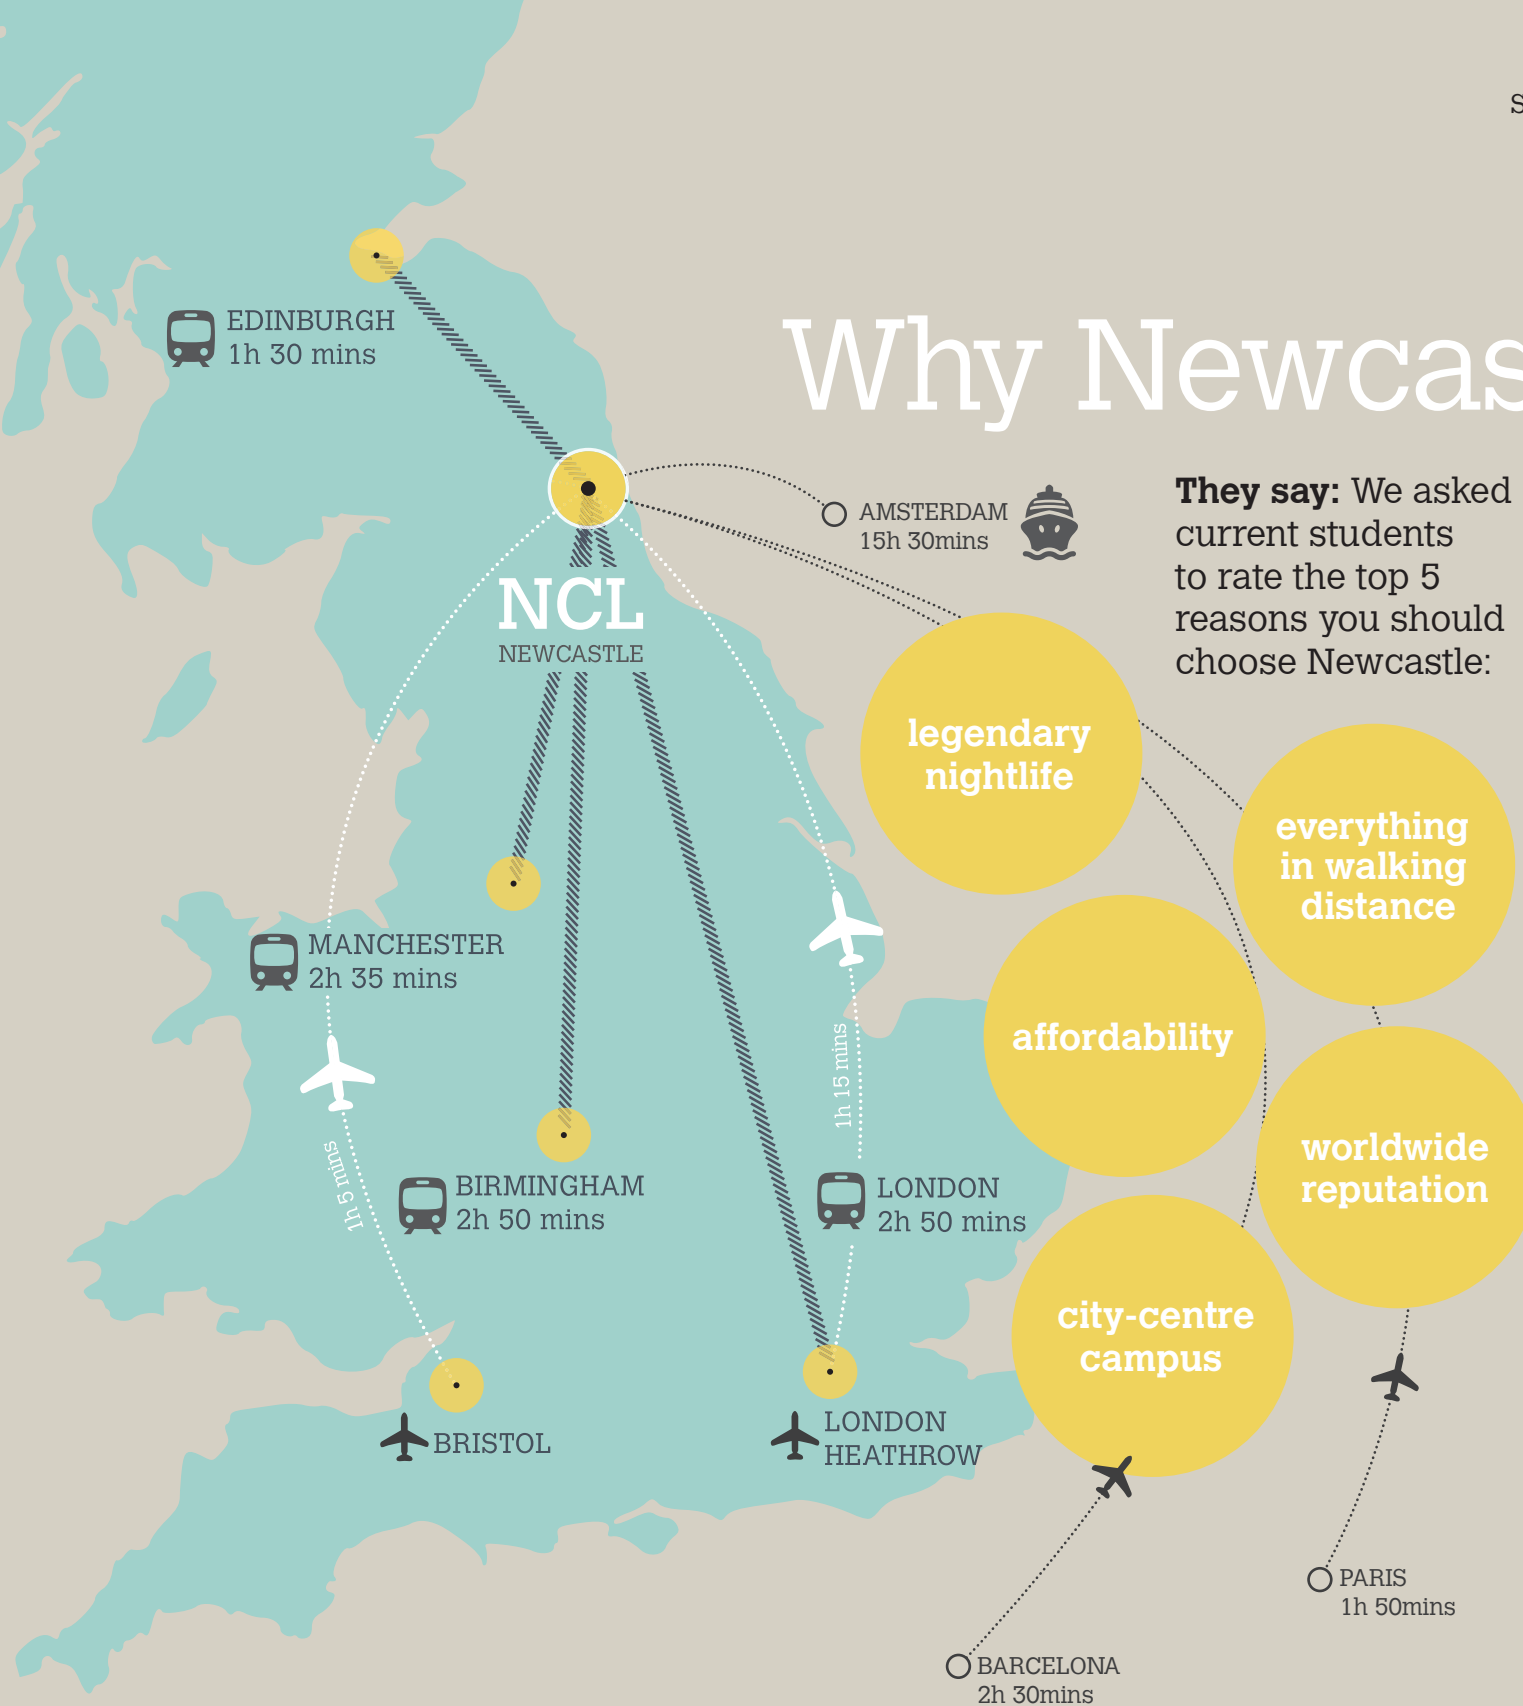 EDINBURGH
1h 30 mins
Why Newcas
AMSTERDAM
15h 30mins
They say: We asked
current students
to rate the top 5
reasons you should
choose Newcastle:
NCL
NEWCASTLE
legendary
nightlife
everything
in walking
distance
MANCHESTER
2h 35 mins
affordability
1h 15 mins
worldwide
reputation
1h 5 mins
BIRMINGHAM
2h 50 mins
LONDON
2h 50 mins
city-centre
campus
BRISTOL
LONDON
HEATHROW
PARIS
1h 50mins
BARCELONA
2h 30mins